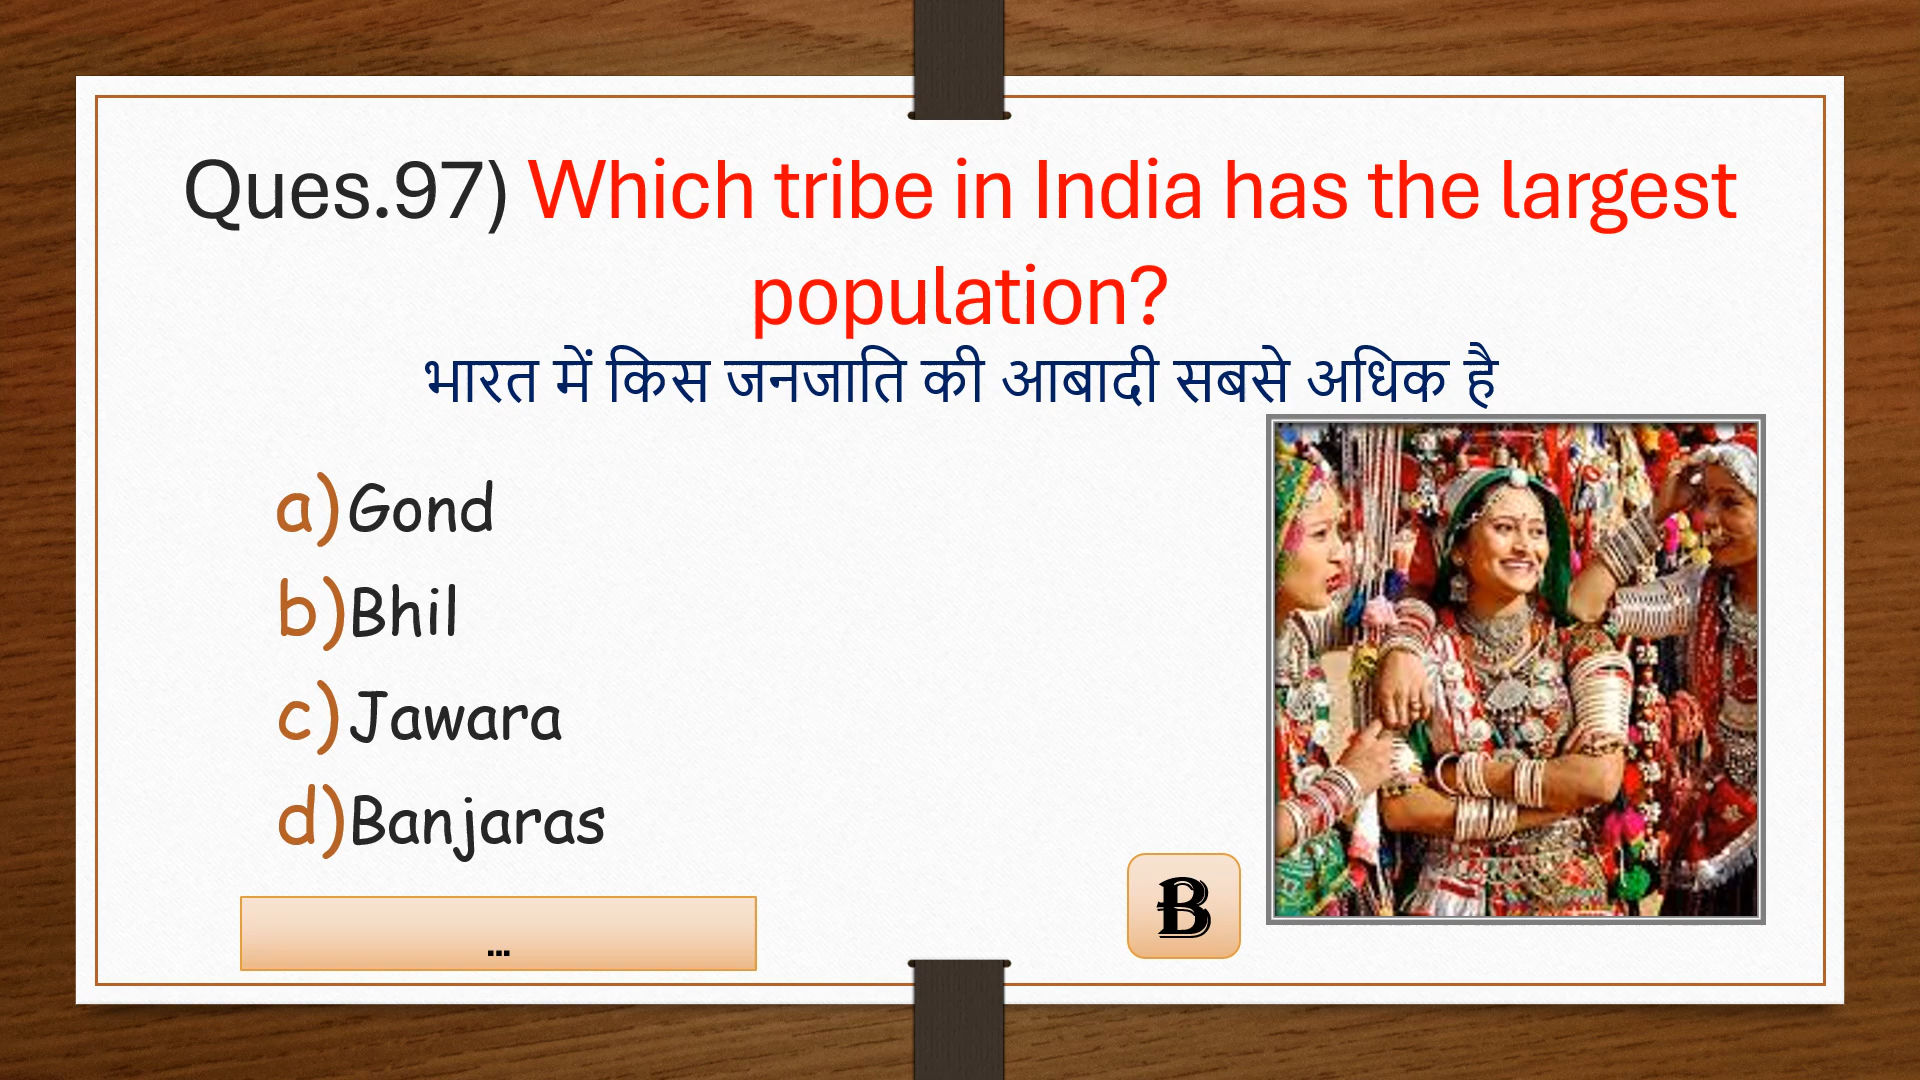 Ques.97) Which tribe in India has the largest
population?
भारत में किस जनजाति की आबादी सबसे अधिक है
a)Gond
b)Bhil
c)Jawara
d)Banjaras
...
B